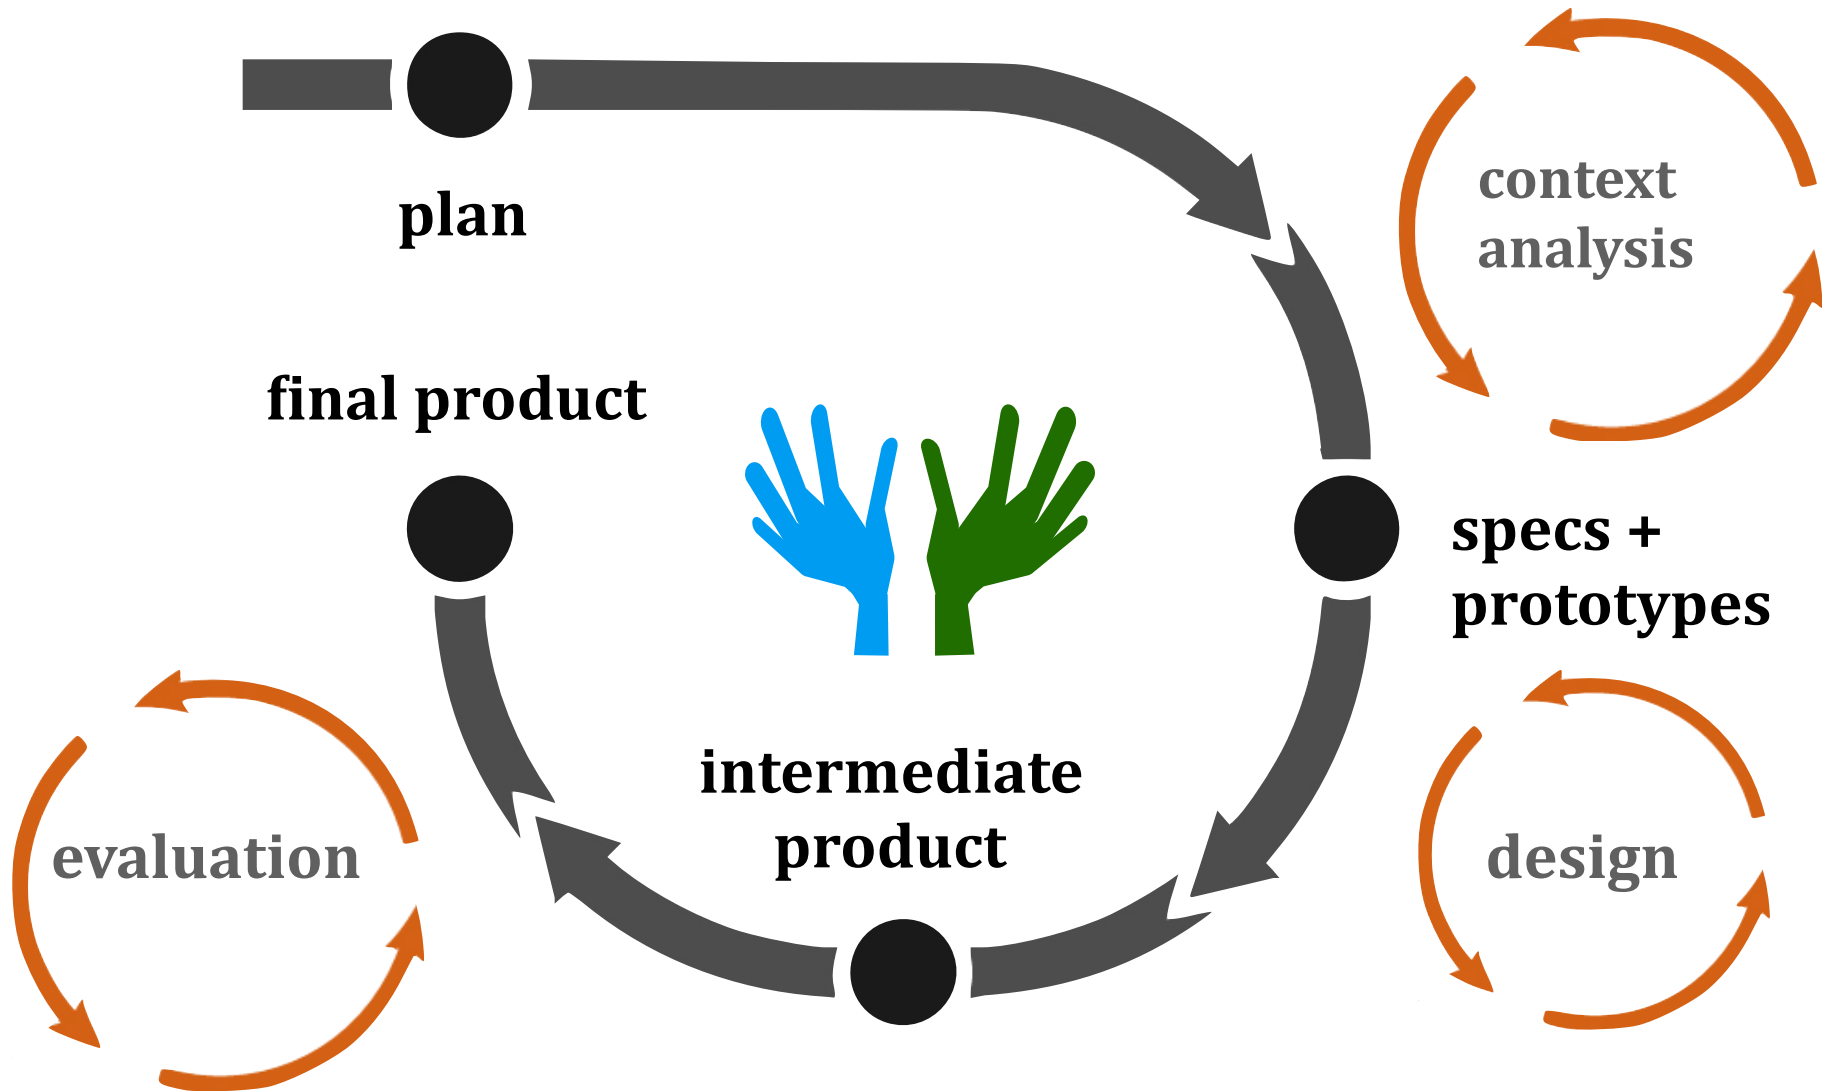 plan
context
analysis
final product
specs +
prototypes
intermediate
product
evaluation
design